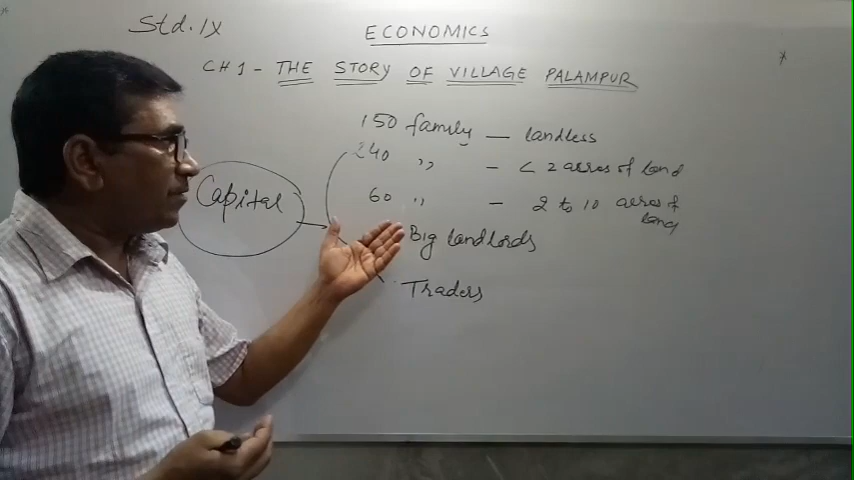 Std. IX
ECONOMICS
CH 1 - THE STORY OF VILLAGE PALAMPUR
150 family — landless
240 ,, - < 2 acres of land
60 ,, - 2 to 10 acres of land
Capital
Big landlords
Traders